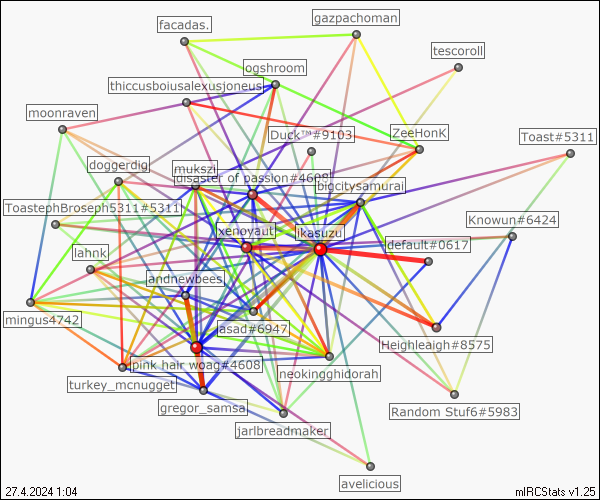 facadas.
gazpachoman
tescoroll
ogshroom
thiccusboiusalexusjoneus
moonraven
Duck™#9103
ZeeHonK
Toast#5311
doggerdig
mukszi
disaster of passion#4608
bigcitysamurai
ToastephBroseph5311#5311
Knowun#6424
xenoyaut
ikasuzu
default#0617
lahnk
andnewbees
mingus4742
asad#6947
Heighleigh#8575
pink hair woag#4608
neokingghidorah
turkey_mcnugget
gregor_samsa
Random Stuf6#5983
jarlbreadmaker
avelicious
27.4.2024 1:04
mIRCStats v1.25